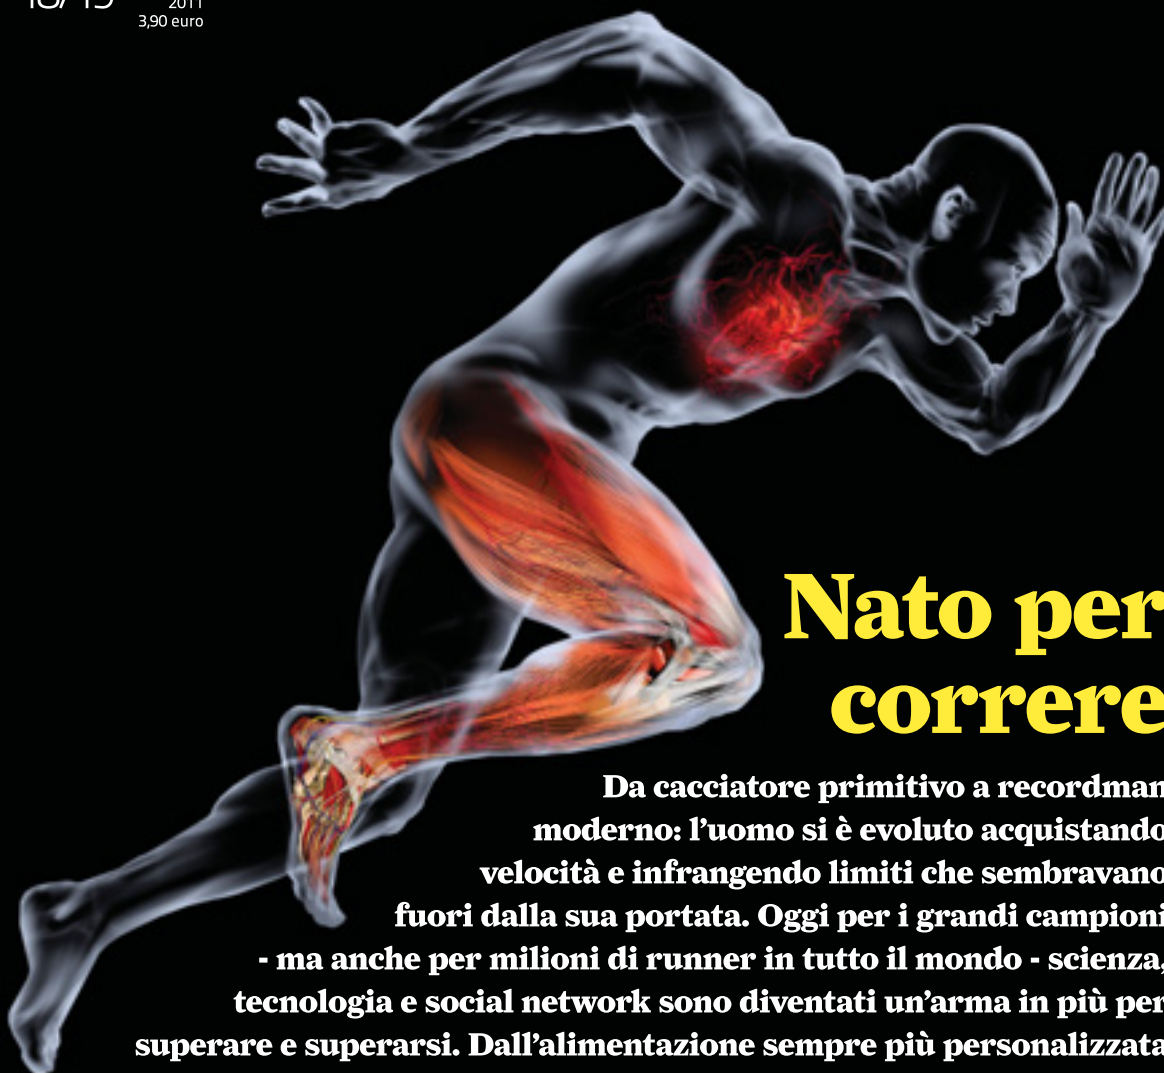 2011
3,90 euro
Nato per
correre
Da cacciatore primitivo a recordman
moderno: l’uomo si è evoluto acquistando
velocità e infrangendo limiti che sembravano
fuori dalla sua portata. Oggi per i grandi campioni
- ma anche per milioni di runner in tutto il mondo - scienza,
tecnologia e social network sono diventati un’arma in più per
superare e superarsi. Dall’alimentazione sempre più personalizzata